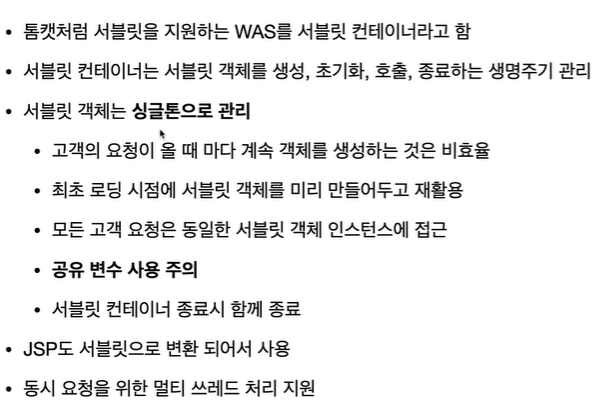 • 톰캣처럼 서블릿을 지원하는 WAS를 서블릿 컨테이너라고 함
• 서블릿 컨테이너는 서블릿 객체를 생성, 초기화, 호출, 종료하는 생명주기 관리
• 서블릿 객체는 싱글톤으로 관리
• 고객의 요청이 올 때 마다 계속 객체를 생성하는 것은 비효율
• 최초 로딩 시점에 서블릿 객체를 미리 만들어두고 재활용
• 모든 고객 요청은 동일한 서블릿 객체 인스턴스에 접근
• 공유 변수 사용 주의
• 서블릿 컨테이너 종료시 함께 종료
• JSP도 서블릿으로 변환 되어서 사용
• 동시 요청을 위한 멀티 쓰레드 처리 지원